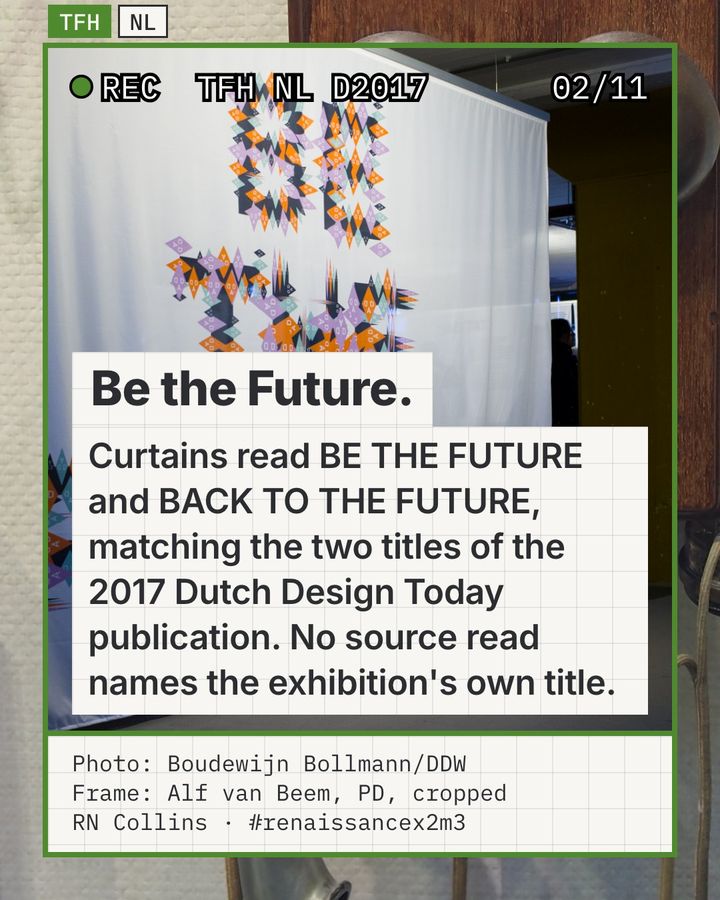 TFH NL
REC TFH NL D2017 02/11
Be the Future.
Curtains read BE THE FUTURE
and BACK TO THE FUTURE,
matching the two titles of the
2017 Dutch Design Today
publication. No source read
names the exhibition's own title.
Photo: Boudewijn Bollmann/DDW
Frame: Alf van Beem, PD, cropped
RN Collins · #renaissancex2m3